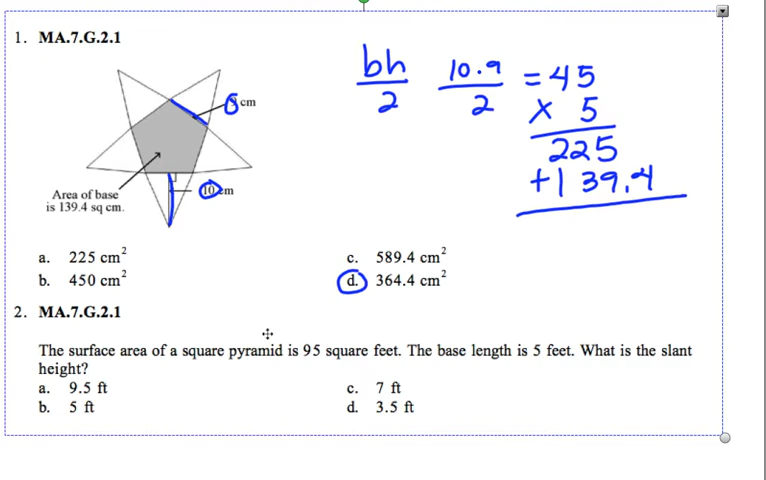 1. MA.7.G.2.1
bh/2 10.9/2 = 45
x 5
225
+139.4
cm
10 cm
Area of base
is 139.4 sq cm.
a. 225 cm²
b. 450 cm²
c. 589.4 cm²
d. 364.4 cm²
2. MA.7.G.2.1
The surface area of a square pyramid is 95 square feet. The base length is 5 feet. What is the slant
height?
a. 9.5 ft
b. 5 ft
c. 7 ft
d. 3.5 ft